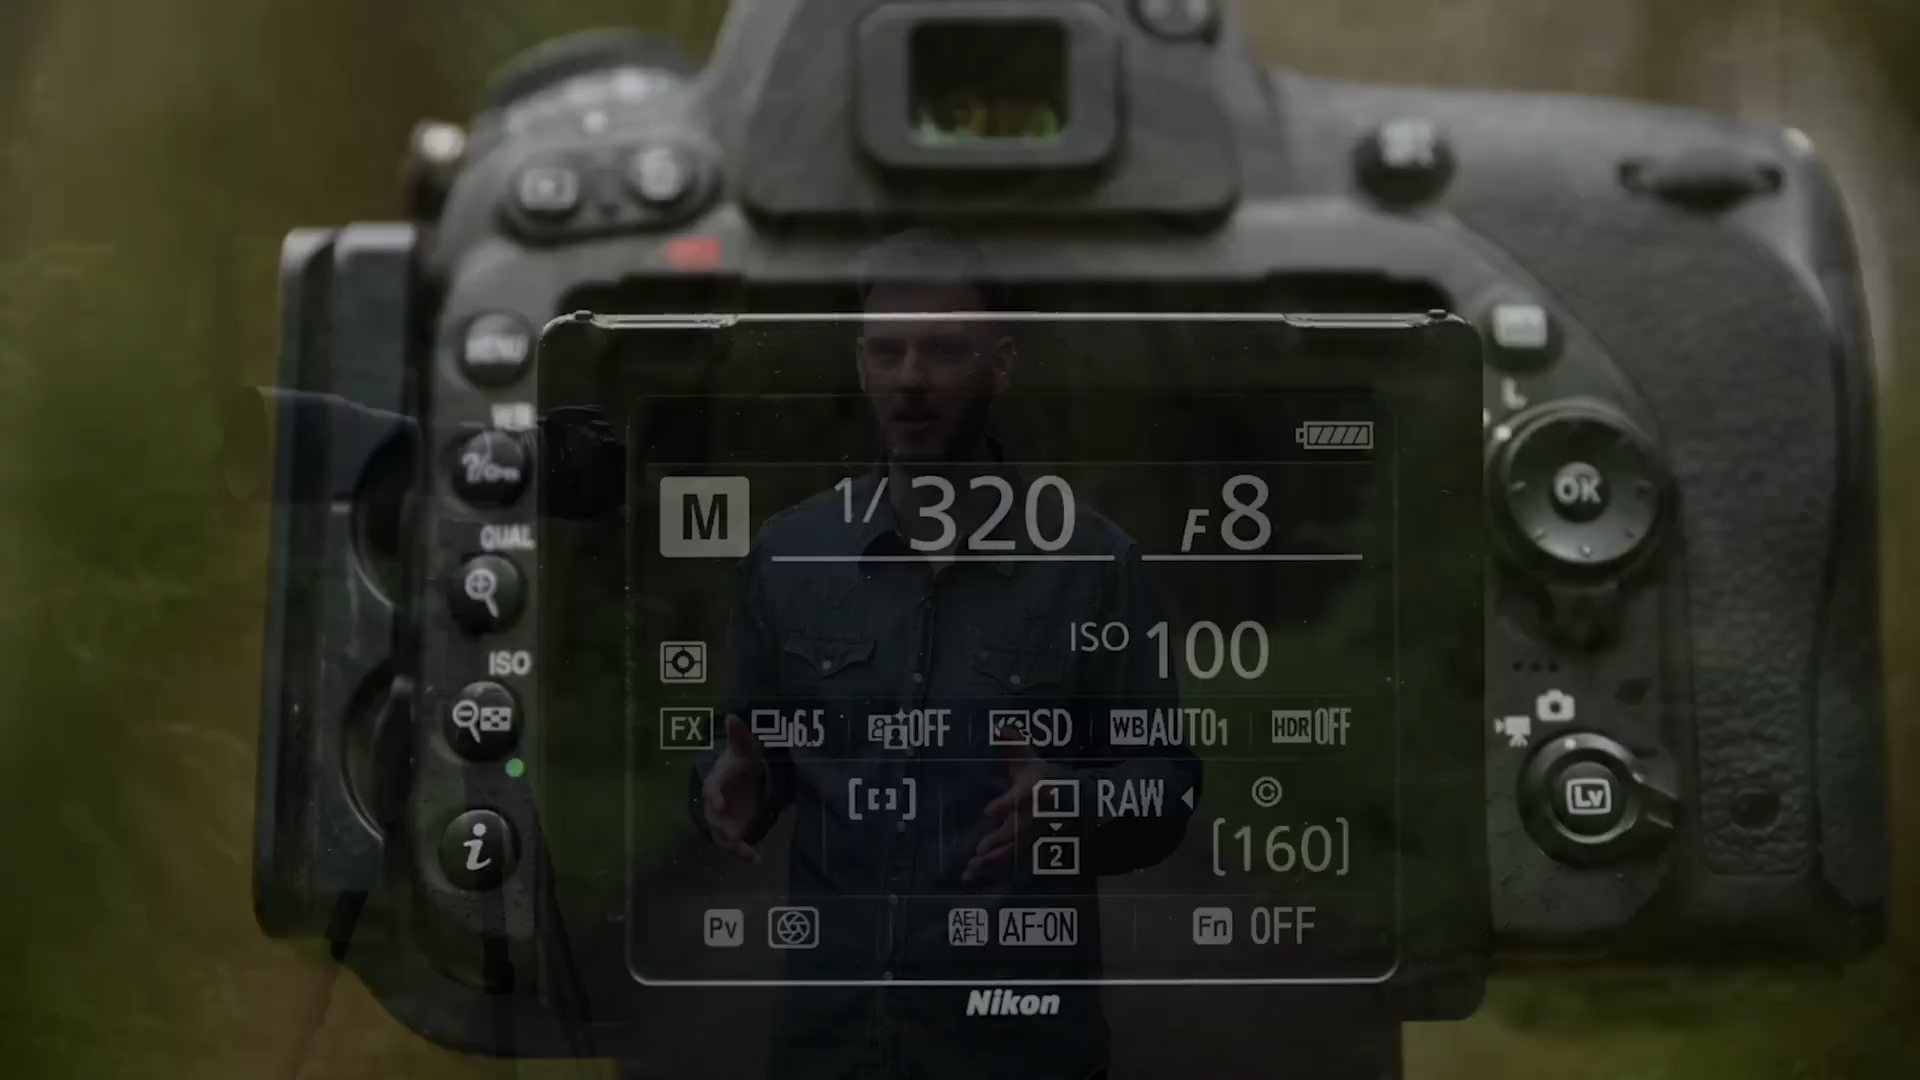 MENU
L
WB
M 1/320 F8
OK
QUAL
ISO
ISO 100
FX 6.5 OFF SD WB AUTO1 HDR OFF
1 RAW ©
Lv
2 [160]
i
Pv AE-L AF-L AF-ON Fn OFF
Nikon